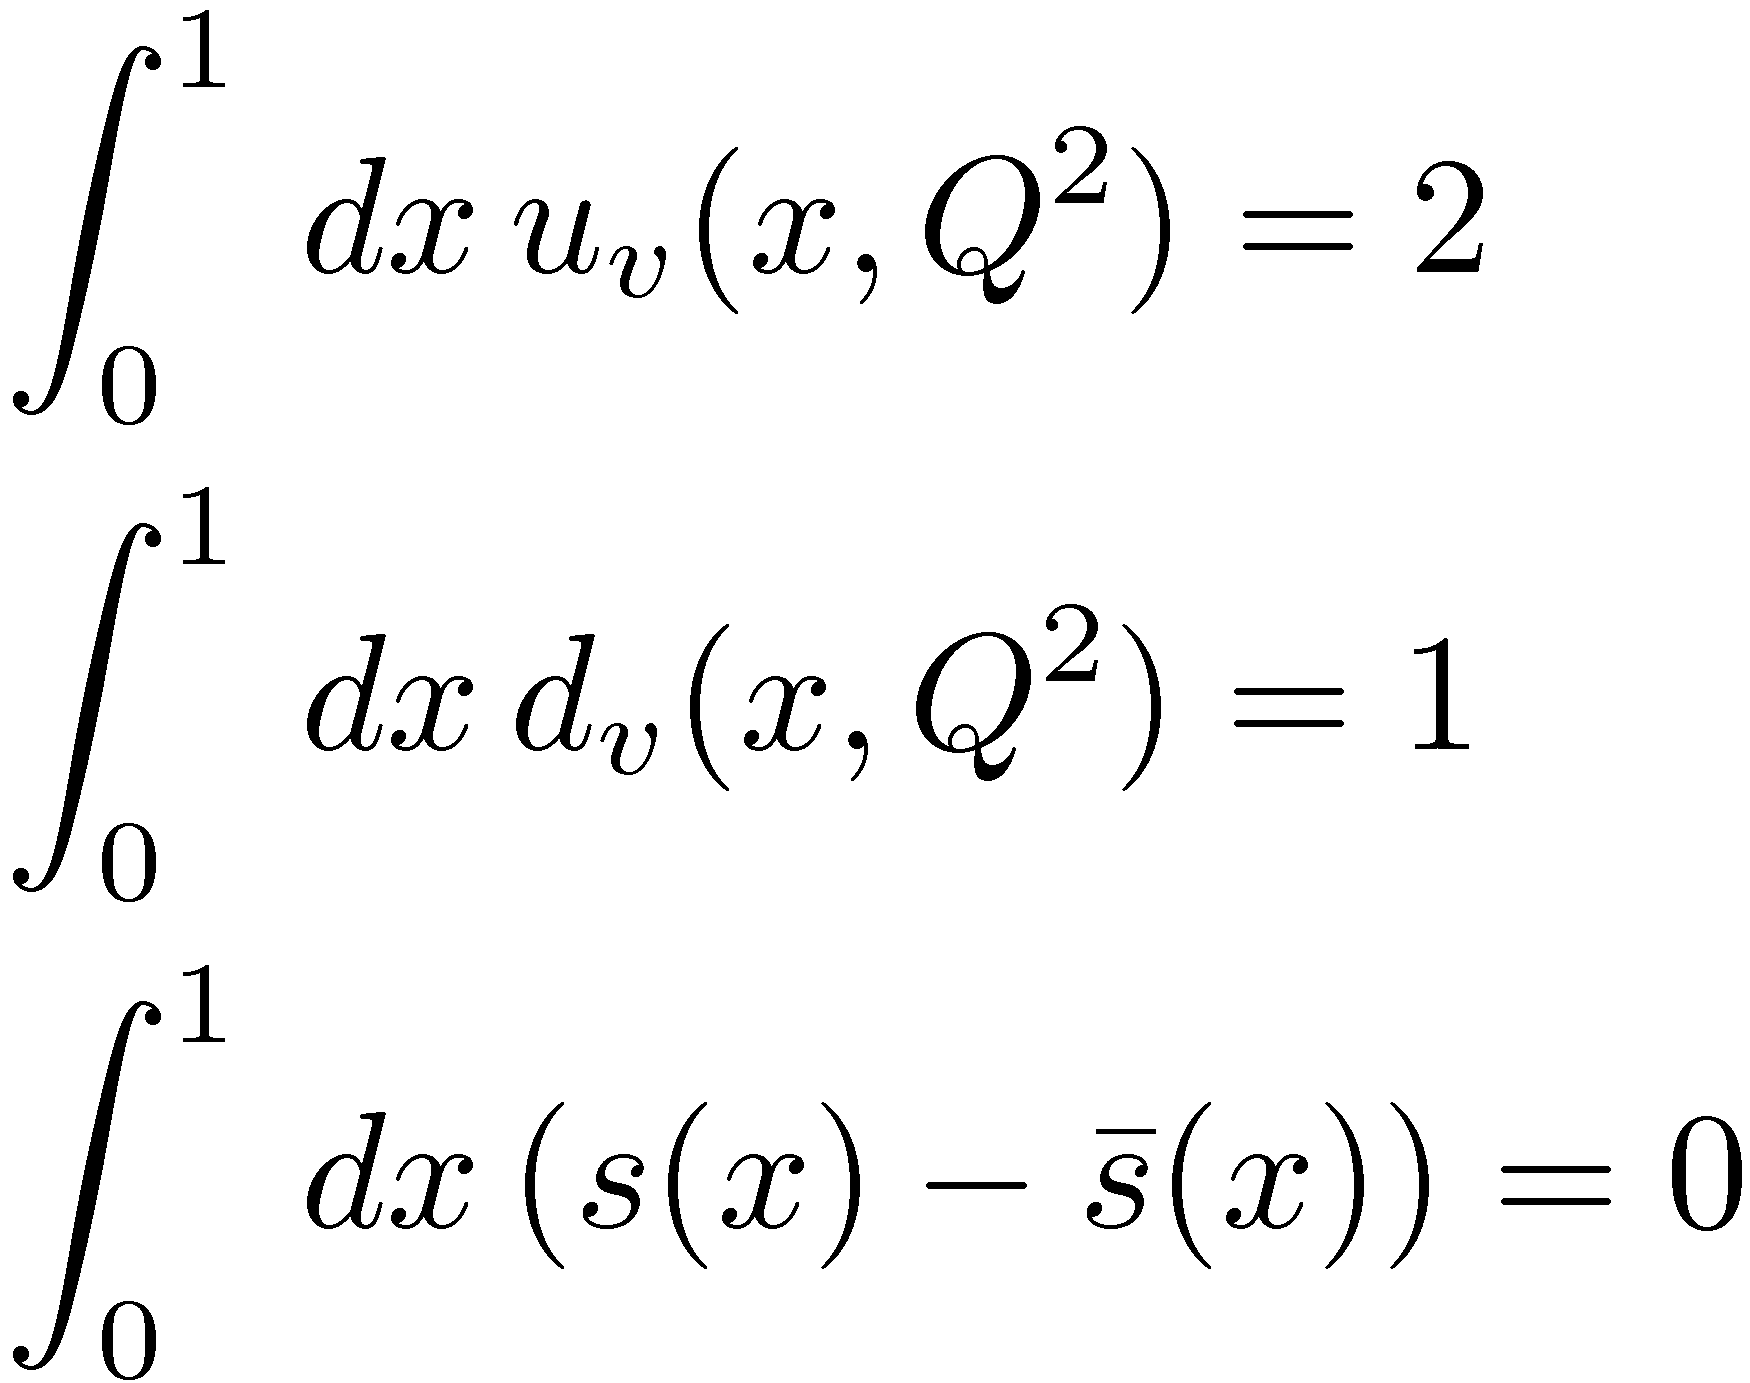 ∫₀¹ dx u_v(x, Q²) = 2
∫₀¹ dx d_v(x, Q²) = 1
∫₀¹ dx (s(x) − s̅(x)) = 0